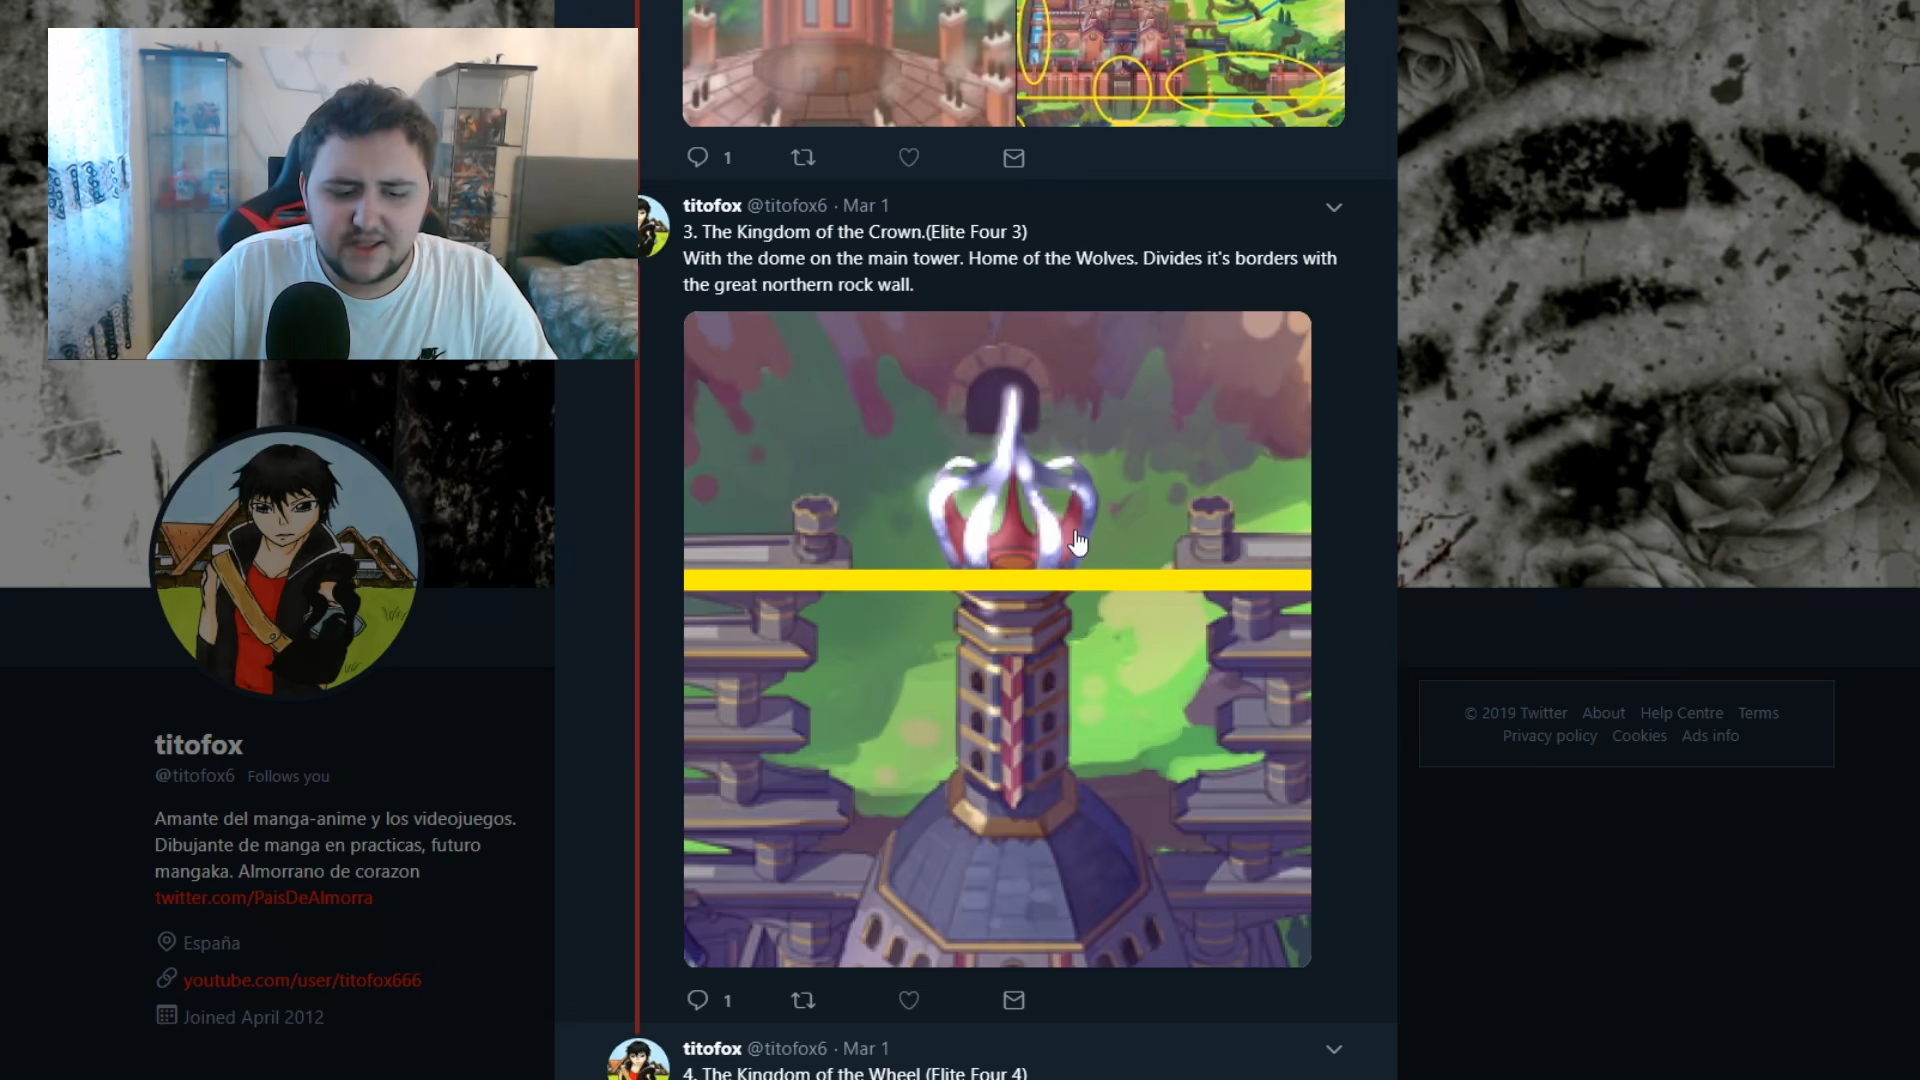 1
titofox @titofox6 · Mar 1
3. The Kingdom of the Crown.(Elite Four 3)
With the dome on the main tower. Home of the Wolves. Divides it's borders with
the great northern rock wall.
1
titofox @titofox6 · Mar 1
4. The Kingdom of the Wheel (Elite Four 4)
titofox
@titofox6 Follows you
Amante del manga-anime y los videojuegos.
Dibujante de manga en practicas, futuro
mangaka. Almorrano de corazon
twitter.com/PaisDeAlmorra
España
youtube.com/user/titofox666
Joined April 2012
© 2019 Twitter About Help Centre Terms
Privacy policy Cookies Ads info